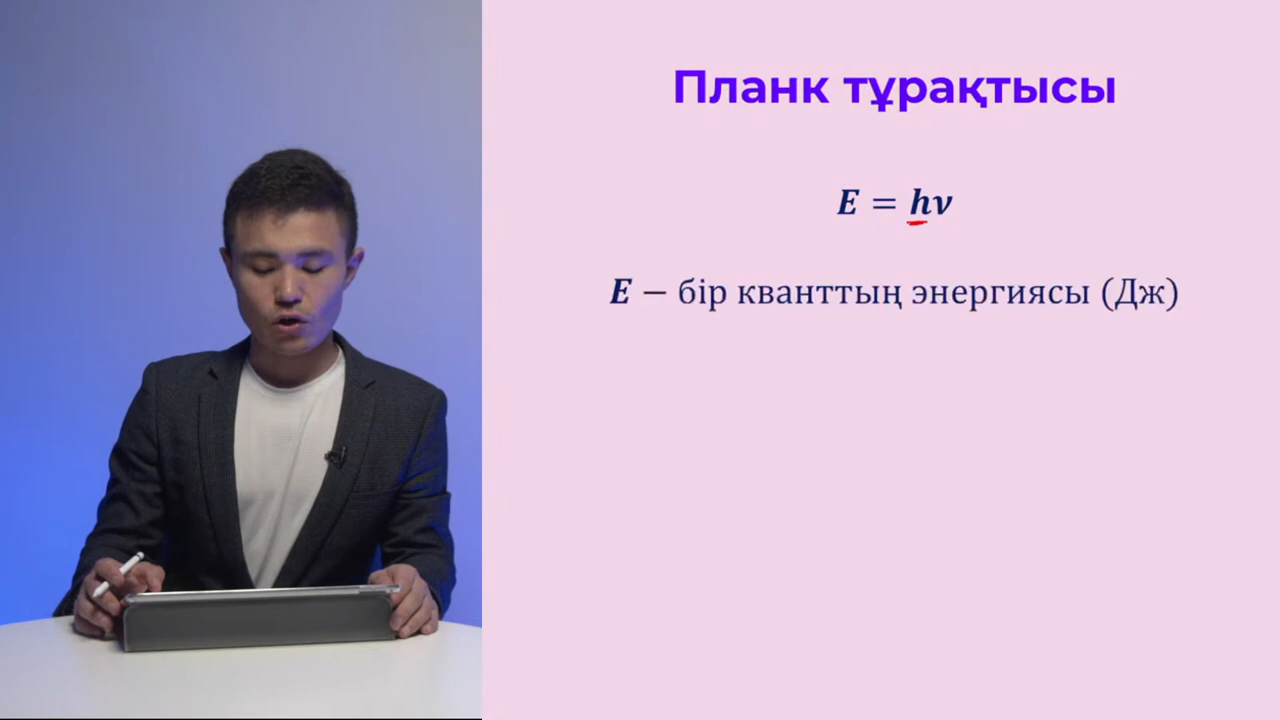 Планк тұрақтысы
E = hν
E – бір кванттың энергиясы (Дж)